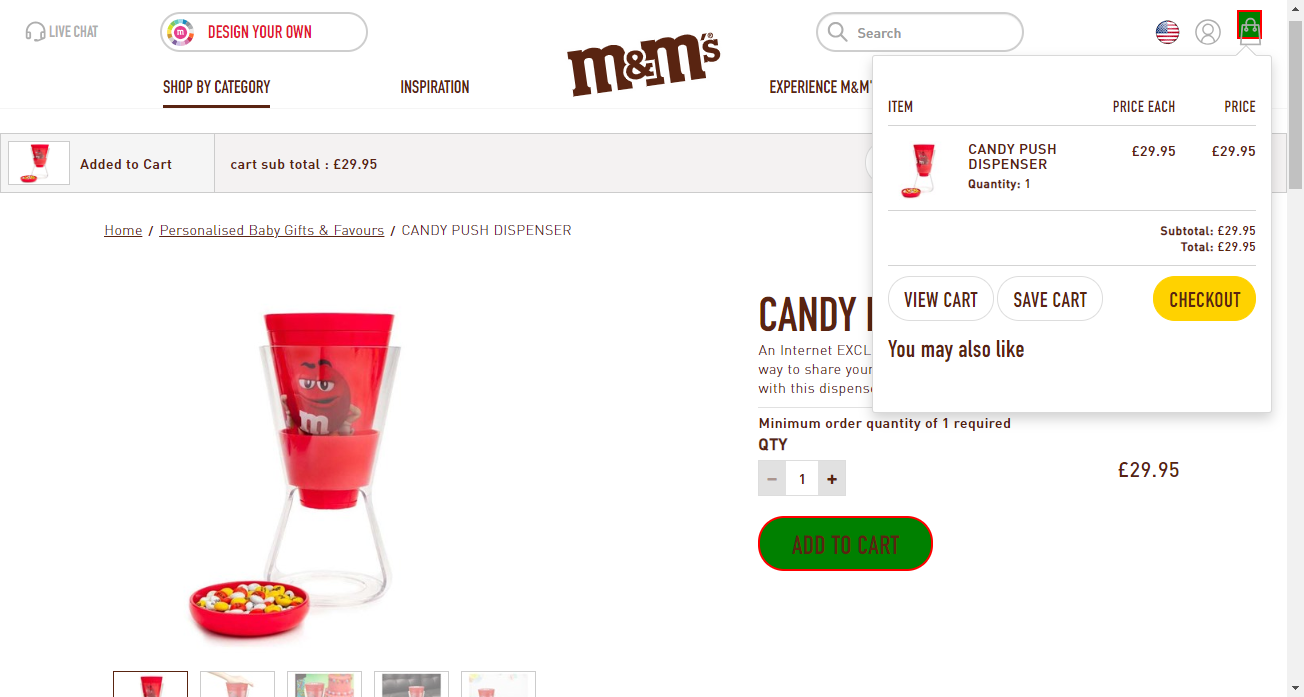 LIVE CHAT
DESIGN YOUR OWN
m&m's
Search
SHOP BY CATEGORY
INSPIRATION
EXPERIENCE M&M'
Added to Cart
cart sub total : £29.95
ITEM
PRICE EACH
PRICE
CANDY PUSH
DISPENSER
£29.95
£29.95
Quantity: 1
Subtotal: £29.95
Total: £29.95
VIEW CART
SAVE CART
CHECKOUT
You may also like
Home / Personalised Baby Gifts & Favours / CANDY PUSH DISPENSER
m
CANDY
An Internet EXCL
way to share your
with this dispens
Minimum order quantity of 1 required
QTY
− 1 +
£29.95
ADD TO CART